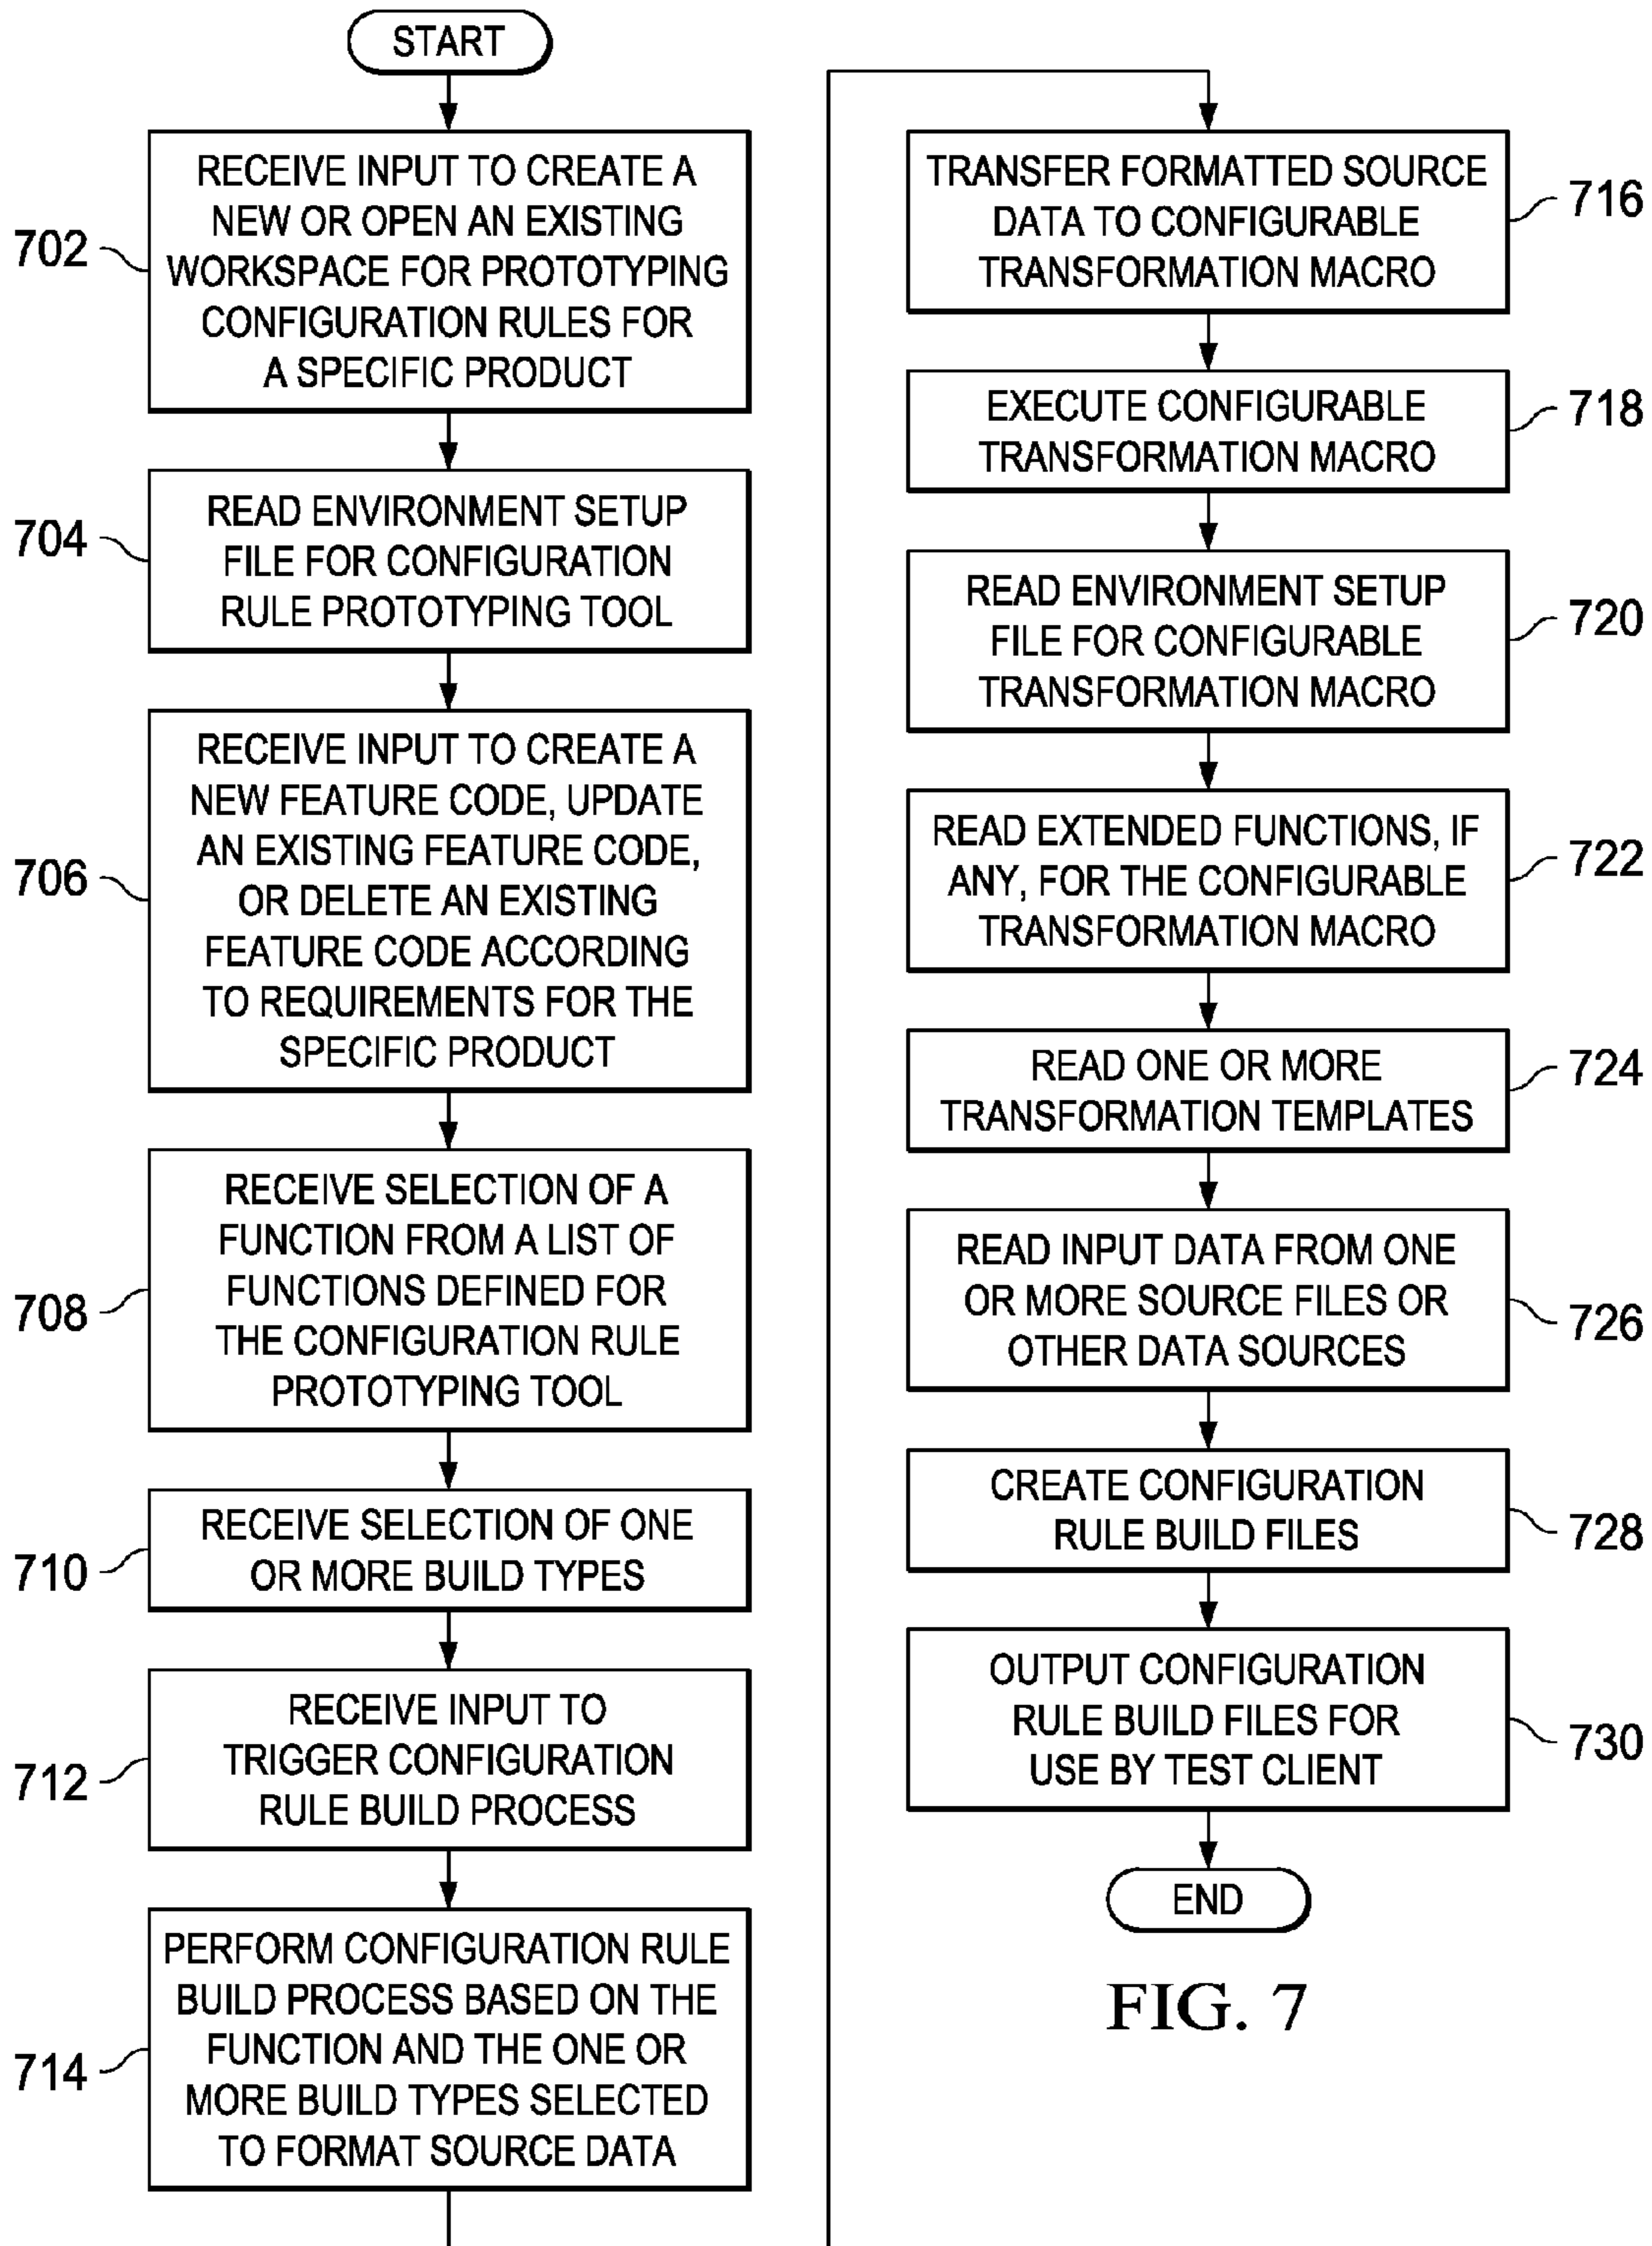 START
RECEIVE INPUT TO CREATE A
NEW OR OPEN AN EXISTING
WORKSPACE FOR PROTOTYPING
CONFIGURATION RULES FOR
A SPECIFIC PRODUCT
702
READ ENVIRONMENT SETUP
FILE FOR CONFIGURATION
RULE PROTOTYPING TOOL
704
RECEIVE INPUT TO CREATE A
NEW FEATURE CODE, UPDATE
AN EXISTING FEATURE CODE,
OR DELETE AN EXISTING
FEATURE CODE ACCORDING
TO REQUIREMENTS FOR THE
SPECIFIC PRODUCT
706
RECEIVE SELECTION OF A
FUNCTION FROM A LIST OF
FUNCTIONS DEFINED FOR
THE CONFIGURATION RULE
PROTOTYPING TOOL
708
RECEIVE SELECTION OF ONE
OR MORE BUILD TYPES
710
RECEIVE INPUT TO
TRIGGER CONFIGURATION
RULE BUILD PROCESS
712
PERFORM CONFIGURATION RULE
BUILD PROCESS BASED ON THE
FUNCTION AND THE ONE OR
MORE BUILD TYPES SELECTED
TO FORMAT SOURCE DATA
714
TRANSFER FORMATTED SOURCE
DATA TO CONFIGURABLE
TRANSFORMATION MACRO
716
EXECUTE CONFIGURABLE
TRANSFORMATION MACRO
718
READ ENVIRONMENT SETUP
FILE FOR CONFIGURABLE
TRANSFORMATION MACRO
720
READ EXTENDED FUNCTIONS, IF
ANY, FOR THE CONFIGURABLE
TRANSFORMATION MACRO
722
READ ONE OR MORE
TRANSFORMATION TEMPLATES
724
READ INPUT DATA FROM ONE
OR MORE SOURCE FILES OR
OTHER DATA SOURCES
726
CREATE CONFIGURATION
RULE BUILD FILES
728
OUTPUT CONFIGURATION
RULE BUILD FILES FOR
USE BY TEST CLIENT
730
END
FIG. 7